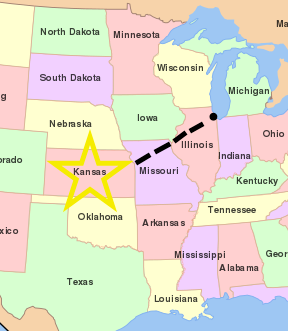 North Dakota
Minnesota
Ma
South Dakota
Wisconsin
Michigan
g
Nebraska
Iowa
Illinois
Indiana
Ohio
orado
Kansas
Missouri
Kentucky
Oklahoma
Arkansas
Tennessee
xico
Mississippi
Alabama
Geor
Texas
Louisiana